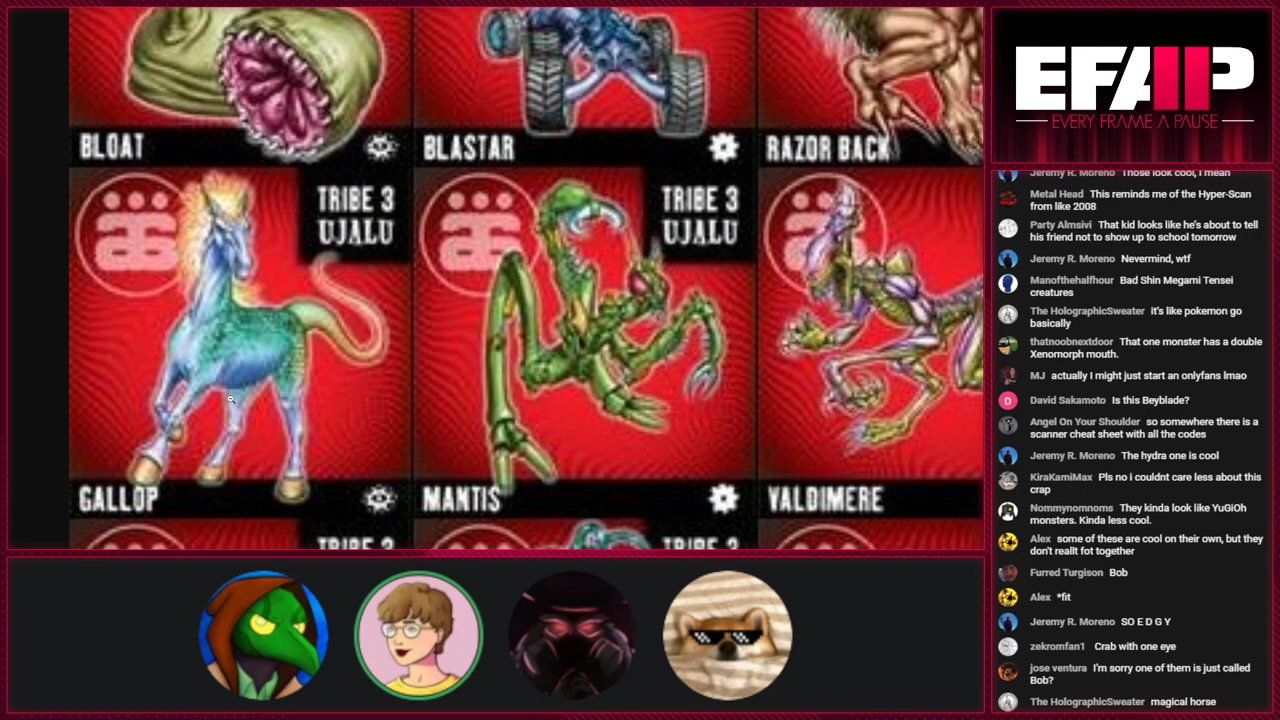 BLOAT
BLASTAR
RAZOR BACK
TRIBE 3
UJALU
TRIBE 3
UJALU
GALLOP
MANTIS
VALDIMERE
TRIBE 3
TRIBE 3
EFAP
EVERY FRAME A PAUSE
Jeremy R. Moreno Those look cool, I mean
Metal Head This reminds me of the Hyper-Scan
from like 2008
Party Almsivi That kid looks like he's about to tell
his friend not to show up to school tomorrow
Jeremy R. Moreno Nevermind, wtf
Manofthehalfhour Bad Shin Megami Tensei
creatures
The HolographicSweater it's like pokemon go
basically
thatnoobnextdoor That one monster has a double
Xenomorph mouth.
MJ actually I might just start an onlyfans lmao
D
David Sakamoto Is this Beyblade?
Angel On Your Shoulder so somewhere there is a
scanner cheat sheet with all the codes
Jeremy R. Moreno The hydra one is cool
KiraKamiMax Pls no i couldnt care less about this
crap
Nommynomnoms They kinda look like YuGiOh
monsters. Kinda less cool.
Alex some of these are cool on their own, but they
don't reallt fot together
Furred Turgison Bob
Alex *fit
Jeremy R. Moreno SO E D G Y
zekromfan1 Crab with one eye
jose ventura I'm sorry one of them is just called
Bob?
The HolographicSweater magical horse